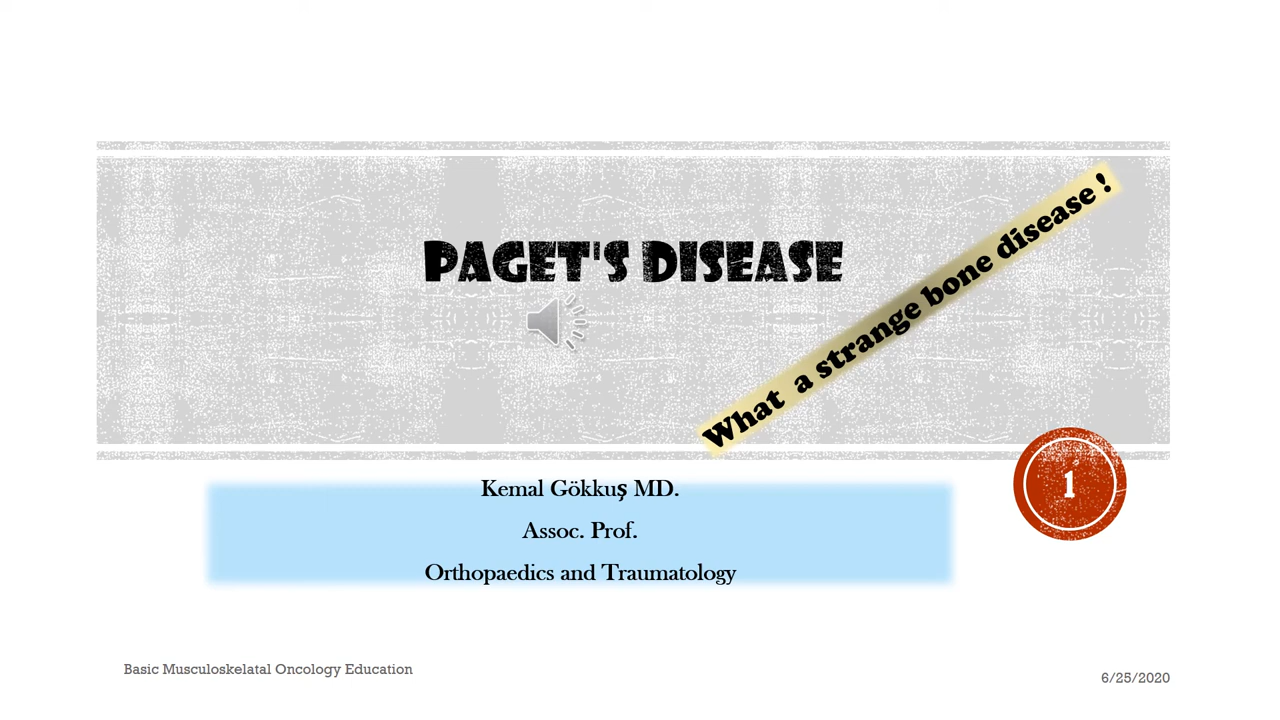 PAGET'S DISEASE
What a strange bone disease !
Kemal Gökkuş MD.
Assoc. Prof.
Orthopaedics and Traumatology
1
Basic Musculoskelatal Oncology Education
6/25/2020